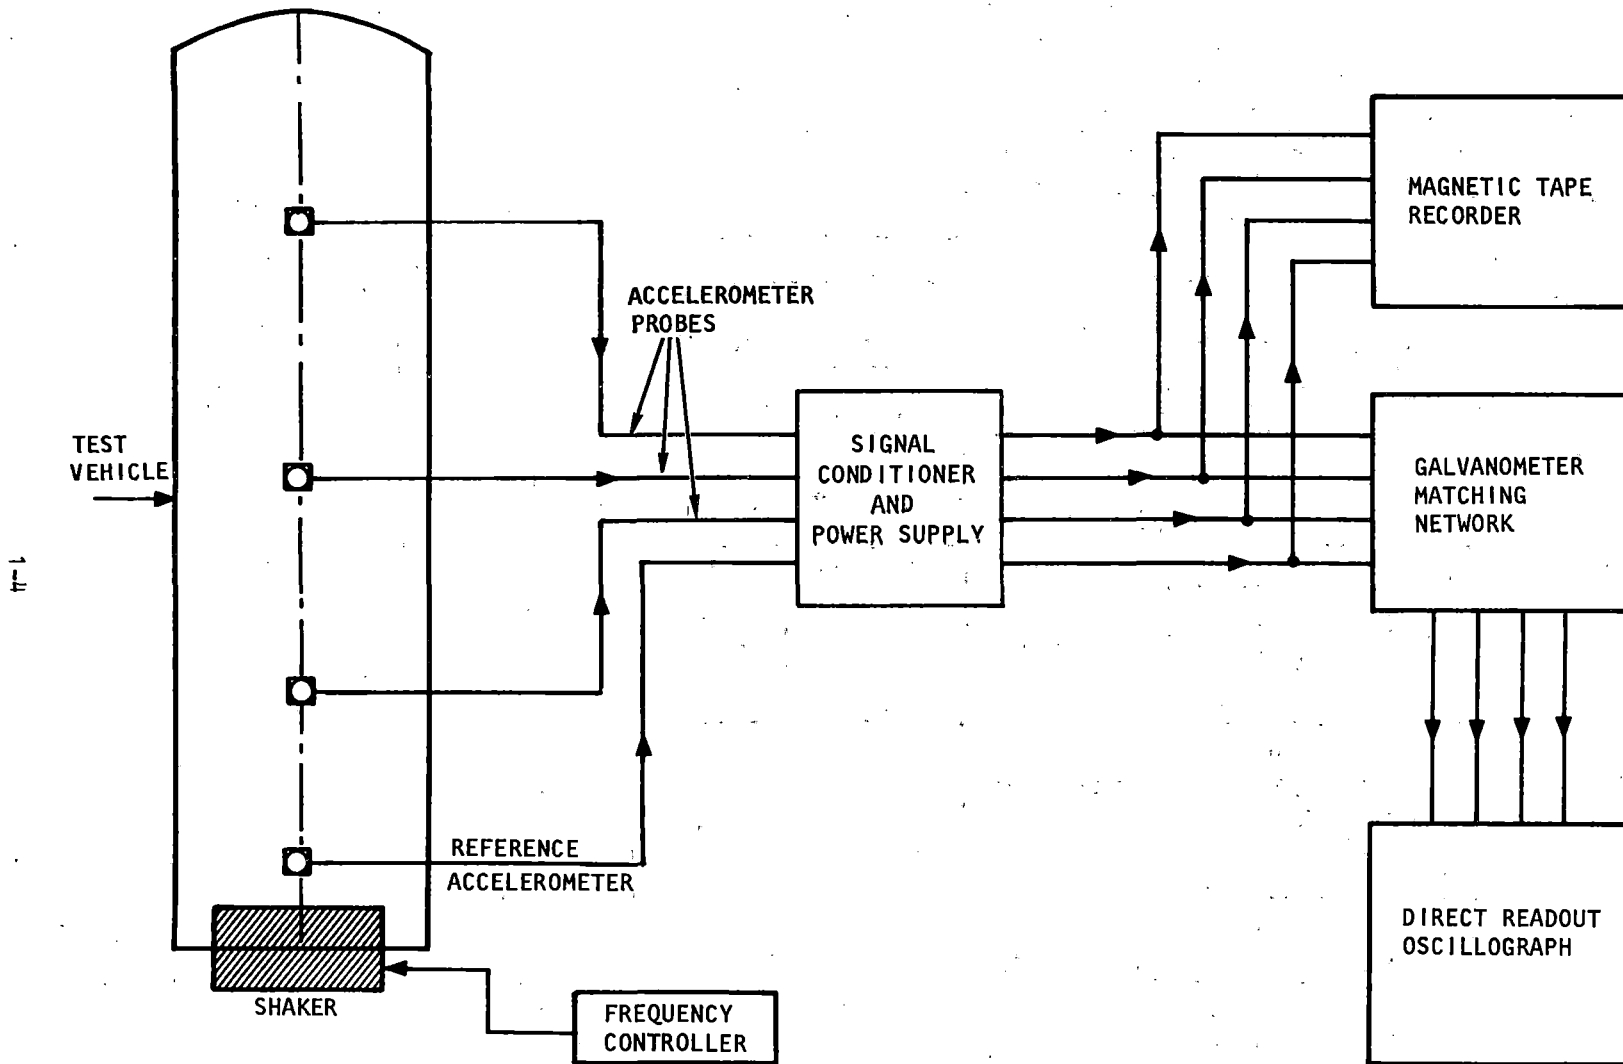 MAGNETIC TAPE
RECORDER
ACCELEROMETER
PROBES
TEST
VEHICLE
SIGNAL
CONDITIONER
AND
POWER SUPPLY
GALVANOMETER
MATCHING
NETWORK
1-4
REFERENCE
ACCELEROMETER
DIRECT READOUT
OSCILLOGRAPH
SHAKER
FREQUENCY
CONTROLLER